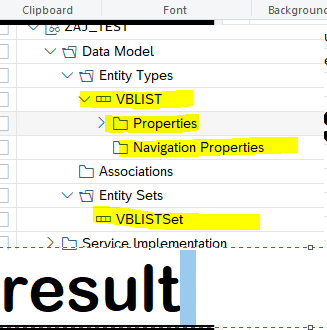 Clipboard Font Background
ZAJ_TEST
Data Model
Entity Types
VBLIST
Properties
Navigation Properties
Associations
Entity Sets
VBLISTSet
Service Implementation
result